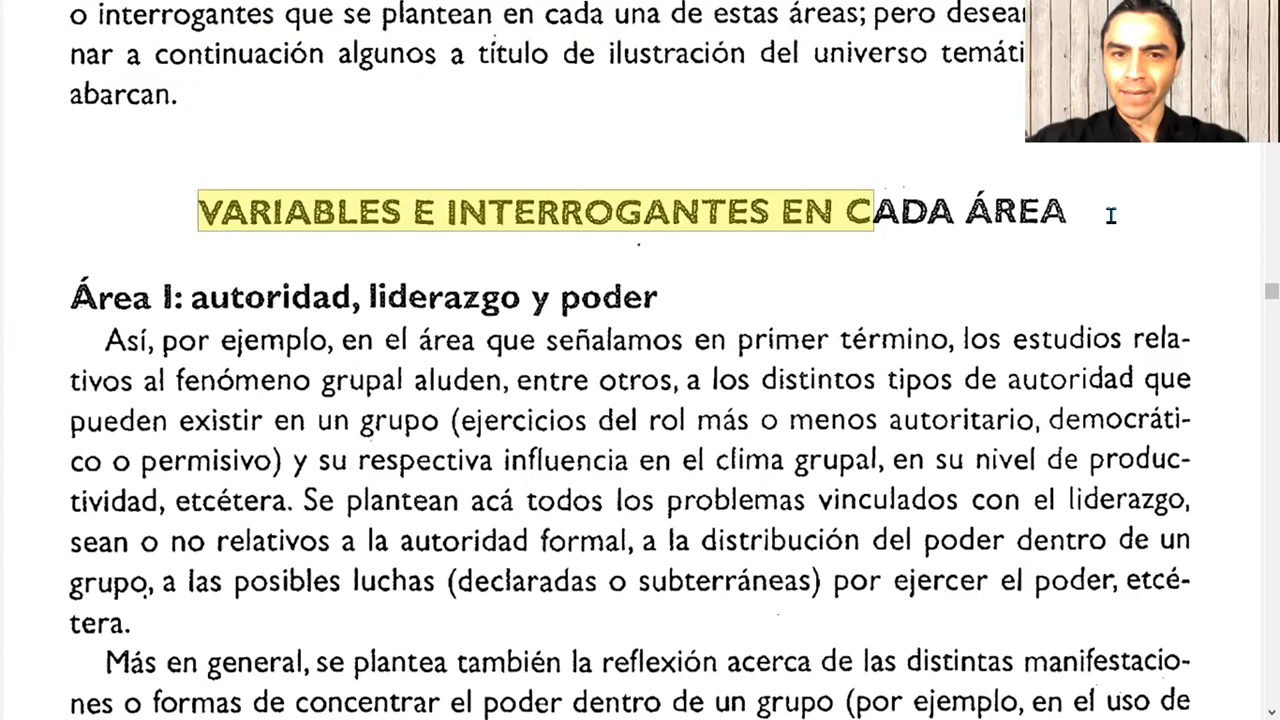 o interrogantes que se plantean en cada una de estas áreas; pero
nar a continuación algunos a título de ilustración del universo
abarcan.
VARIABLES E INTERROGANTES EN CADA ÁREA
Área I: autoridad, liderazgo y poder
Así, por ejemplo, en el área que señalamos en primer término, los estudios rela-
tivos al fenómeno grupal aluden, entre otros, a los distintos tipos de autoridad que
pueden existir en un grupo (ejercicios del rol más o menos autoritario, democráti-
co o permisivo) y su respectiva influencia en el clima grupal, en su nivel de produc-
tividad, etcétera. Se plantean acá todos los problemas vinculados con el liderazgo,
sean o no relativos a la autoridad formal, a la distribución del poder dentro de un
grupo, a las posibles luchas (declaradas o subterráneas) por ejercer el poder, etcé-
tera.
Más en general, se plantea también la reflexión acerca de las distintas manifestacio-
nes o formas de concentrar el poder dentro de un grupo (por ejemplo, en el uso de